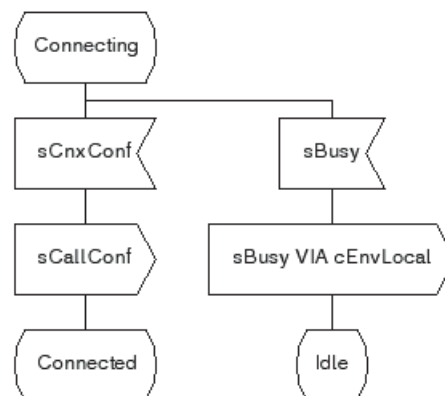 Connecting
sCnxConf
sBusy
sCallConf
sBusy VIA cEnvLocal
Connected
Idle